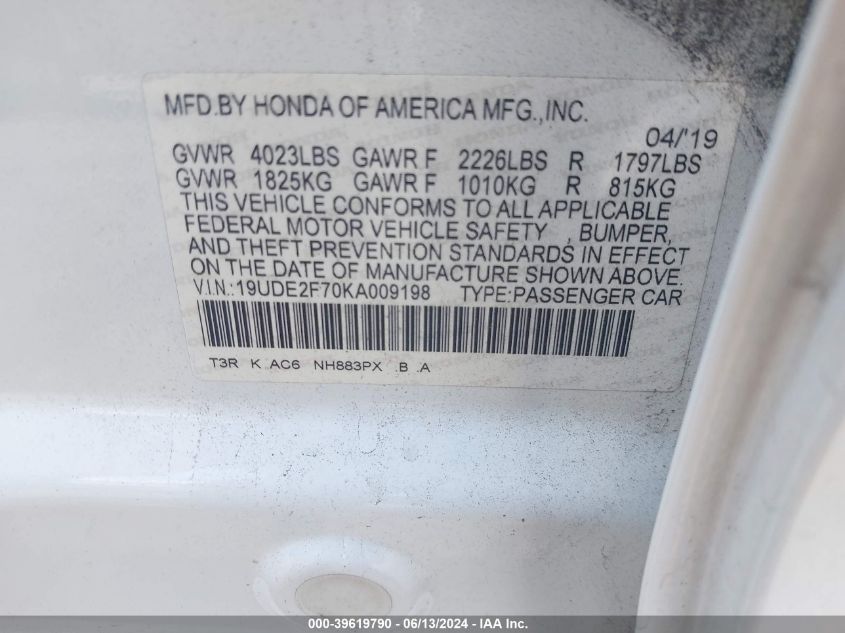 MFD.BY HONDA OF AMERICA MFG.,INC.
04/'19
GVWR 4023LBS GAWR F 2226LBS R 1797LBS
GVWR 1825KG GAWR F 1010KG R 815KG
THIS VEHICLE CONFORMS TO ALL APPLICABLE
FEDERAL MOTOR VEHICLE SAFETY , BUMPER,
AND THEFT PREVENTION STANDARDS IN EFFECT
ON THE DATE OF MANUFACTURE SHOWN ABOVE.
V.I.N.:19UDE2F70KA009198 TYPE:PASSENGER CAR
T3R K .AC6 NH883PX .B .A
000-39619790 - 06/13/2024 - IAA Inc.